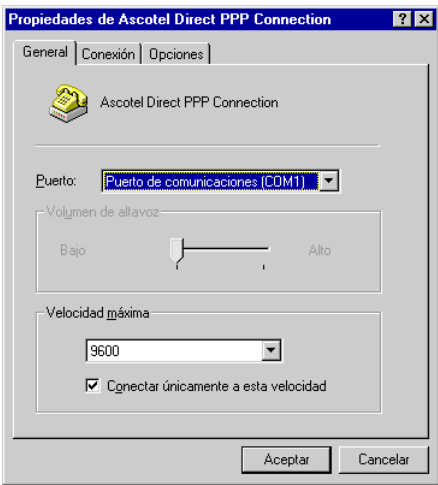 Propiedades de Ascotel Direct PPP Connection
General Conexión Opciones
Ascotel Direct PPP Connection
Puerto: Puerto de comunicaciones (COM1)
Volumen de altavoz
Bajo Alto
Velocidad máxima
9600
Conectar únicamente a esta velocidad
Aceptar Cancelar